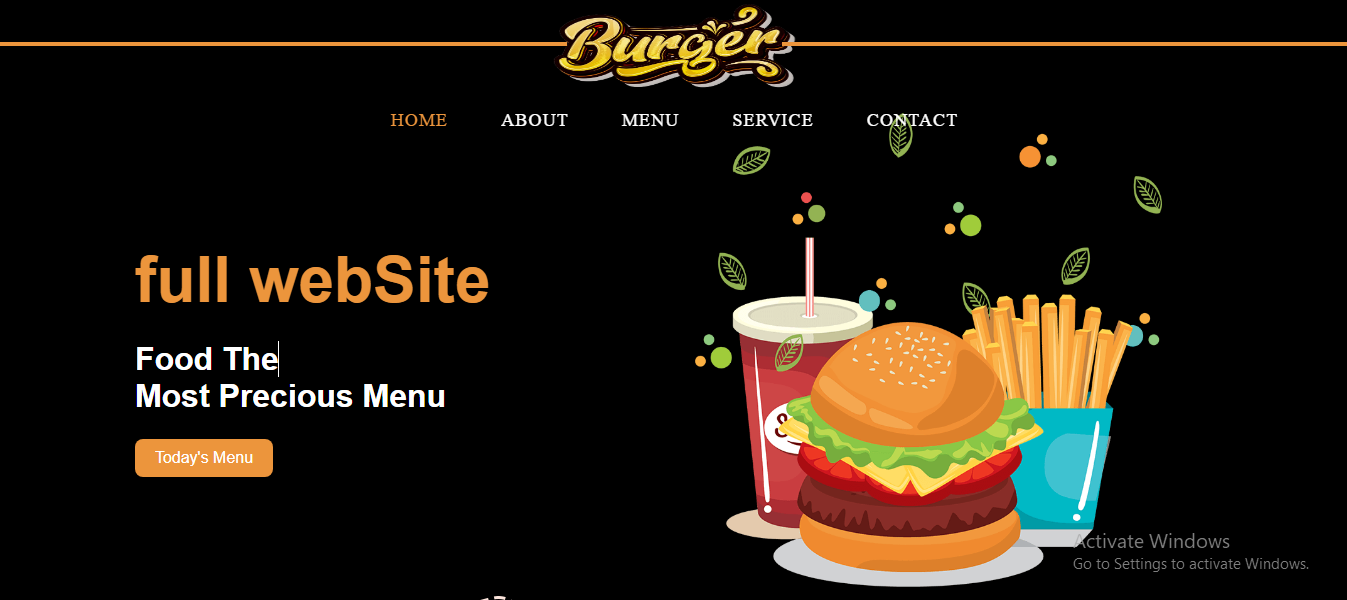 Burger
HOME ABOUT MENU SERVICE CONTACT
full webSite
Food The
Most Precious Menu
Today's Menu
Activate Windows
Go to Settings to activate Windows.